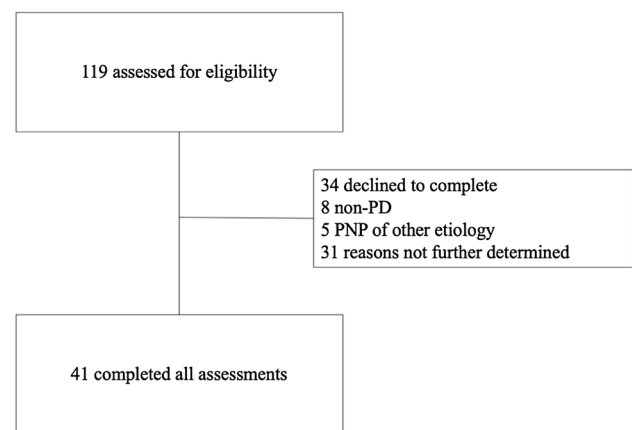 119 assessed for eligibility
34 declined to complete
8 non-PD
5 PNP of other etiology
31 reasons not further determined
41 completed all assessments